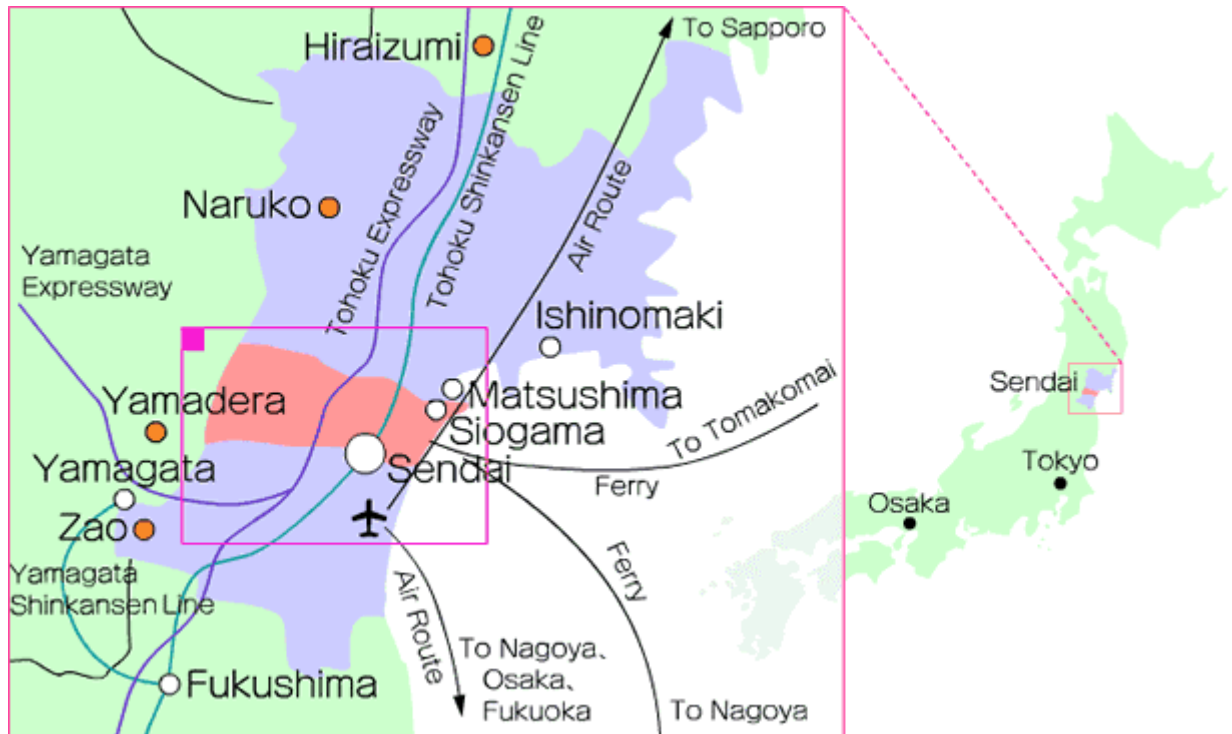 To Sapporo
Hiraizumi
Tohoku Shinkansen Line
Tohoku Expressway
Air Route
Naruko
Yamagata
Expressway
Ishinomaki
Matsushima
Siogama
Yamadera
Sendai
To Tomakomai
Ferry
Yamagata
Zao
Yamagata
Shinkansen Line
Air Route
Ferry
To Nagoya、
Osaka、
Fukuoka
To Nagoya
Fukushima
Sendai
Tokyo
Osaka